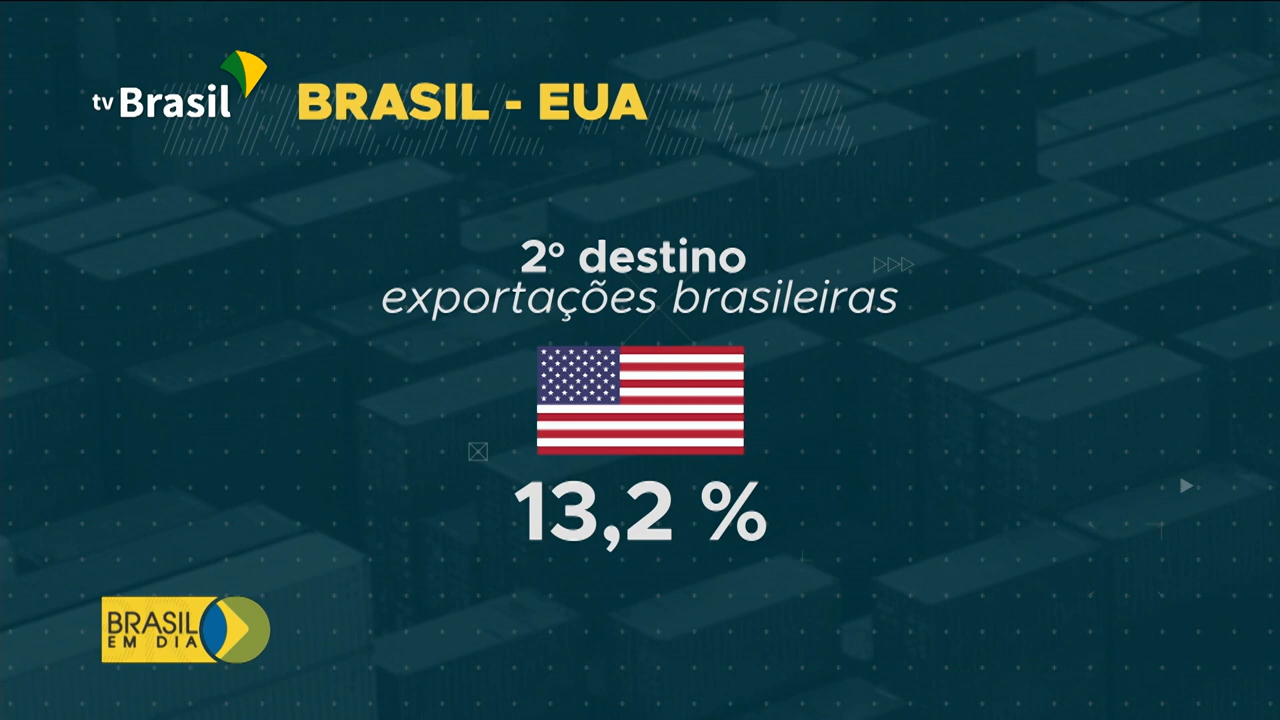 tv Brasil
BRASIL - EUA
2º destino
exportações brasileiras
13,2 %
BRASIL
EM DIA